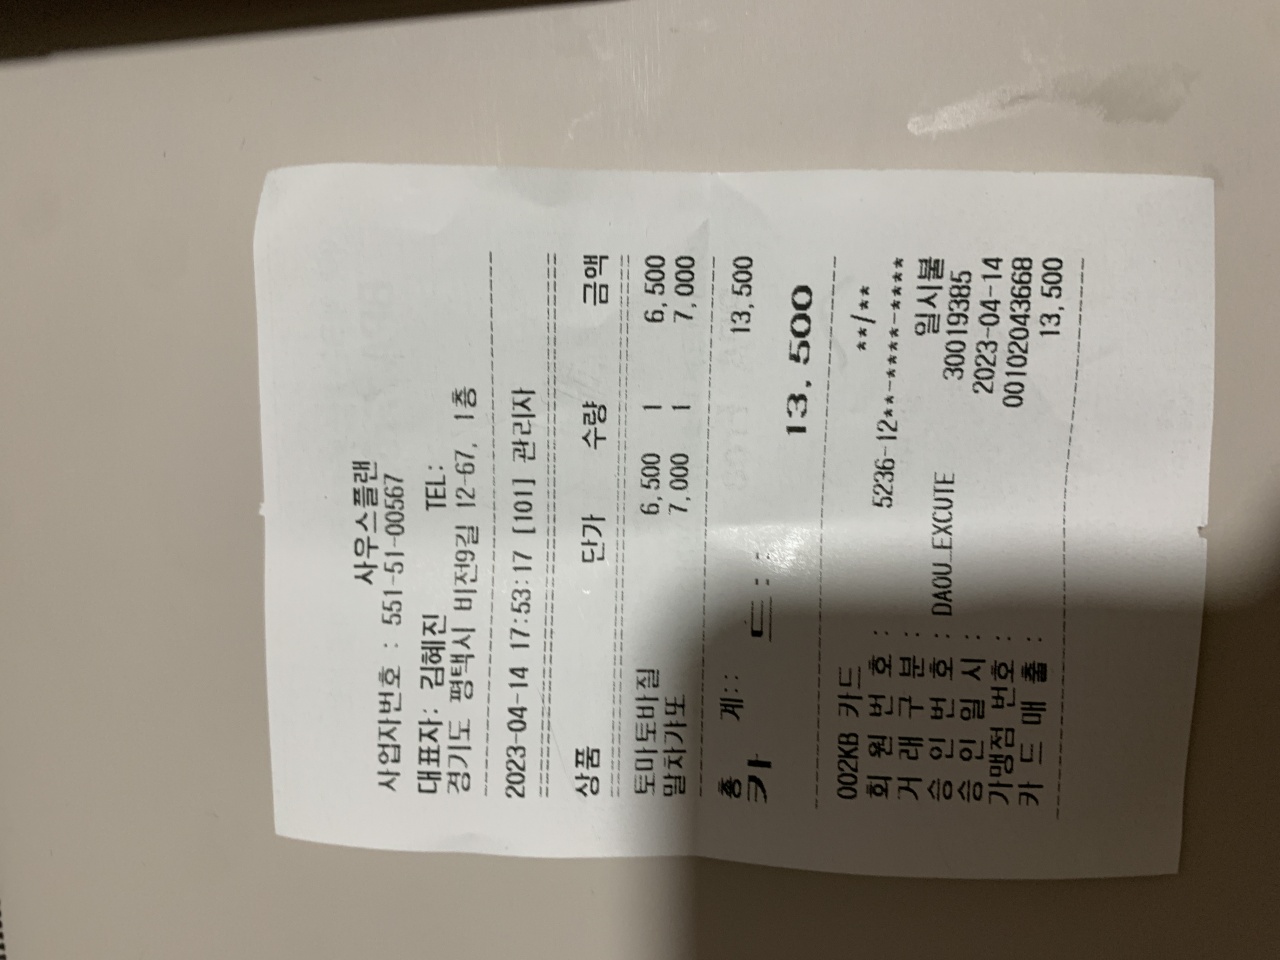 사우스플랜
사업자번호 : 551-51-00567
대표자: 김혜진 TEL:
경기도 평택시 비전9길 12-67, 1층
2023-04-14 17:53:17 [101] 관리자
상품 단가 수량 금액
토마토바질 6,500 1 6,500
말차가또 7,000 1 7,000
총 계:: 13,500
카 드:: 13,500
002KB 카드 **/**
회 원 번 호 : 5236-12**-****-****
거 래 구 분 : 일시불
승 인 번 호 : DAOU_EXCUTE 30019385
승 인 일 시 : 2023-04-14
가맹점 번호 : 001020436​68
카 드 매 출 : 13,500